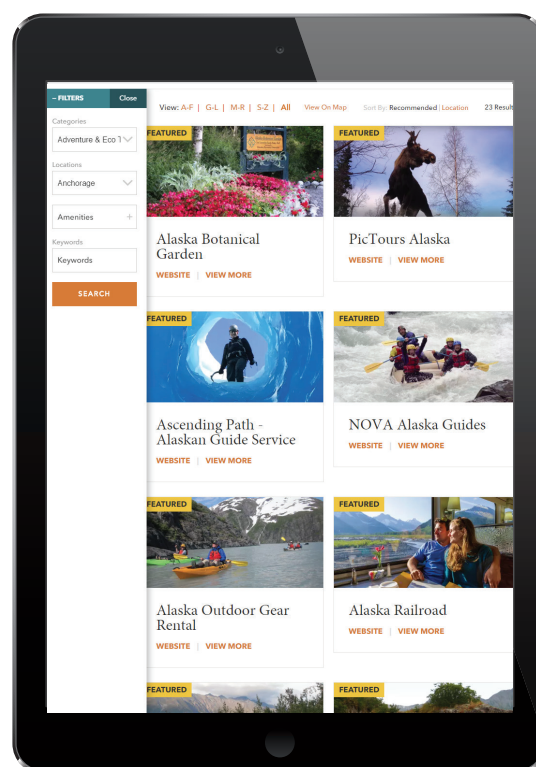 – FILTERS Close
Categories
Adventure & Eco T
Locations
Anchorage
Amenities +
Keywords
Keywords
SEARCH
View: A-F | G-L | M-R | S-Z | All View On Map Sort By: Recommended | Location 23 Result
FEATURED
Alaska Botanical
Garden
WEBSITE | VIEW MORE
FEATURED
PicTours Alaska
WEBSITE | VIEW MORE
FEATURED
Ascending Path -
Alaskan Guide Service
WEBSITE | VIEW MORE
FEATURED
NOVA Alaska Guides
WEBSITE | VIEW MORE
FEATURED
Alaska Outdoor Gear
Rental
WEBSITE | VIEW MORE
FEATURED
Alaska Railroad
WEBSITE | VIEW MORE
FEATURED
FEATURED